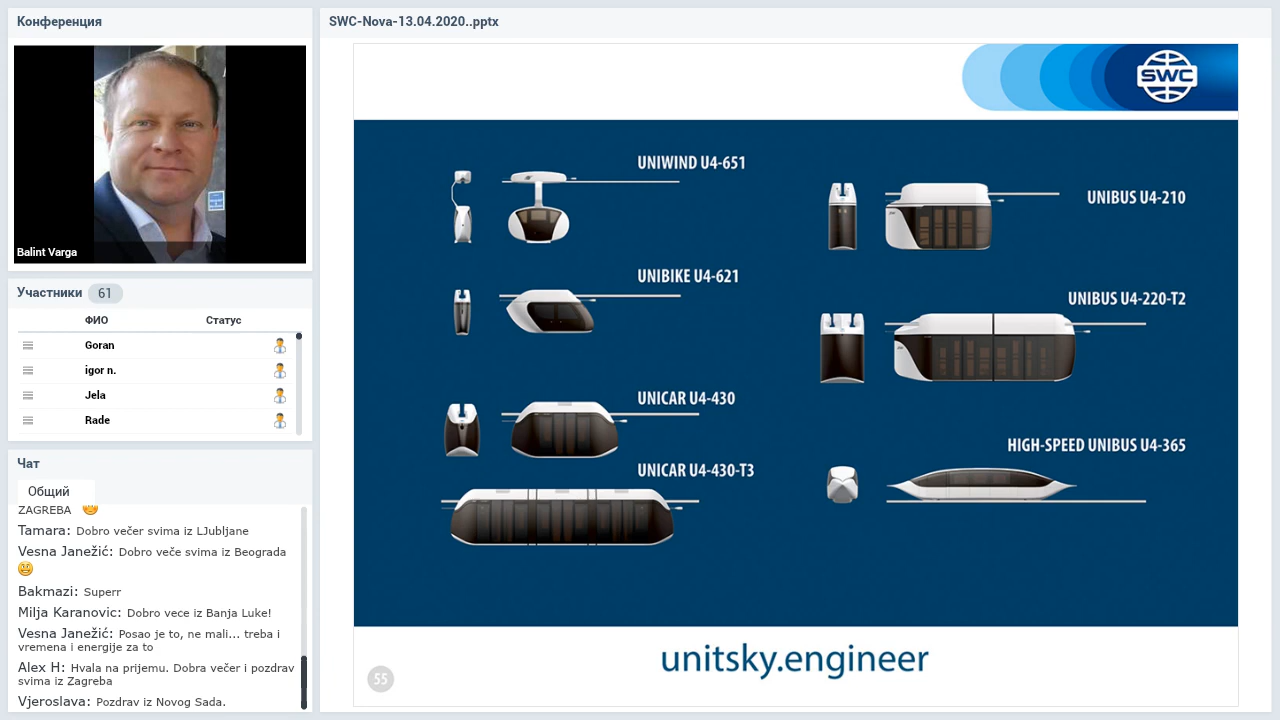 Конференция
Balint Varga
Участники 61
ФИО Статус
Goran
igor n.
Jela
Rade
Чат
Общий
ZAGREBA
Tamara: Dobro večer svima iz LJubljane
Vesna Janežić: Dobro veče svima iz Beograda
Bakmazi: Superr
Milja Karanovic: Dobro vece iz Banja Luke!
Vesna Janežić: Posao je to, ne mali... treba i
vremena i energije za to
Alex H: Hvala na prijemu. Dobra večer i pozdrav
svima iz Zagreba
Vjeroslava: Pozdrav iz Novog Sada.
SWC-Nova-13.04.2020..pptx
SWC
UNIWIND U4-651
UNIBIKE U4-621
UNICAR U4-430
UNICAR U4-430-T3
UNIBUS U4-210
UNIBUS U4-220-T2
HIGH-SPEED UNIBUS U4-365
unitsky.engineer
55